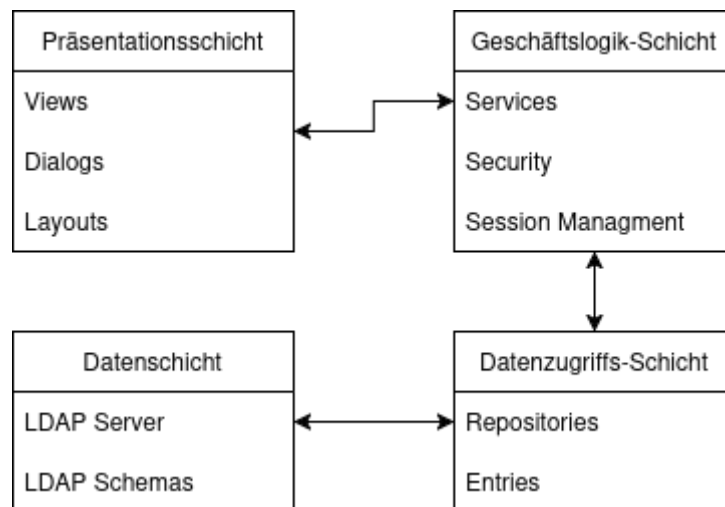 Präsentationsschicht
Views
Dialogs
Layouts
Geschäftslogik-Schicht
Services
Security
Session Managment
Datenschicht
LDAP Server
LDAP Schemas
Datenzugriffs-Schicht
Repositories
Entries